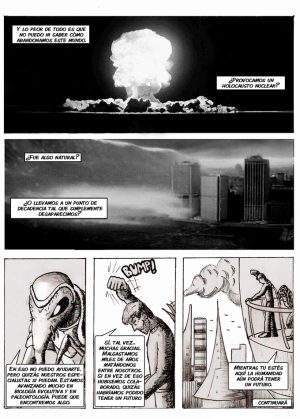 Y LO PEOR DE TODO ES QUE
NO PUEDO NI SABER CÓMO
ABANDONAMOS ESTE MUNDO.
¿PROVOCAMOS UN
HOLOCAUSTO NUCLEAR?
¿FUE ALGO NATURAL?
¿O LLEVAMOS A UN PUNTO DE
DECADENCIA TAL QUE SIMPLEMENTE
DESAPARECIMOS?
EN ESO NO PUEDO AYUDARTE,
PERO QUIZÁS NUESTROS ESPE-
CIALISTAS SI PUEDAN. ESTAMOS
AVANZANDO MUCHO EN
BIOLOGÍA EVOLUTIVA Y EN
PALEONTOLOGÍA. PUEDE QUE
ENCONTREMOS ALGO.
BUMP!
SÍ, TAL VEZ...
MUCHAS GRACIAS.
MALGASTAMOS
MILES DE AÑOS
MATÁNDONOS
ENTRE NOSOTROS.
SI EN VEZ DE ESO
HUBIÉSEMOS COLA-
BORADO, QUIZÁS
HABRÍAMOS PODIDO
TENER UN FUTURO
MIENTRAS TU ESTÉS
AQUÍ LA HUMANIDAD
AÚN PODRÁ TENER
UN FUTURO.
CONTINUARÁ